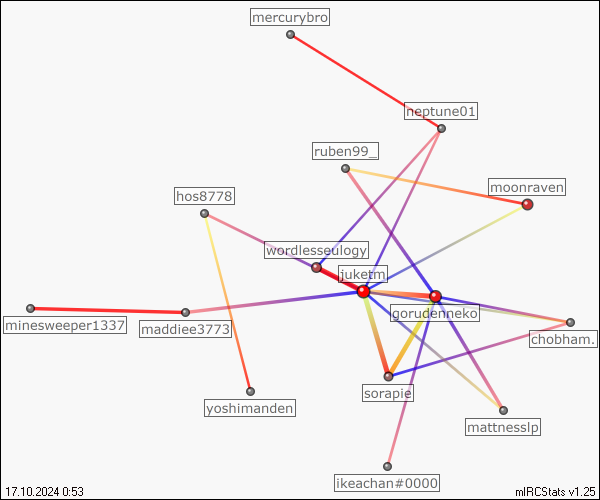 mercurybro
neptune01
ruben99_
moonraven
hos8778
wordlesseulogy
juketm
gorudenneko
minesweeper1337
maddiee3773
chobham.
sorapie
yoshimanden
mattnesslp
ikeachan#0000
17.10.2024 0:53
mIRCStats v1.25